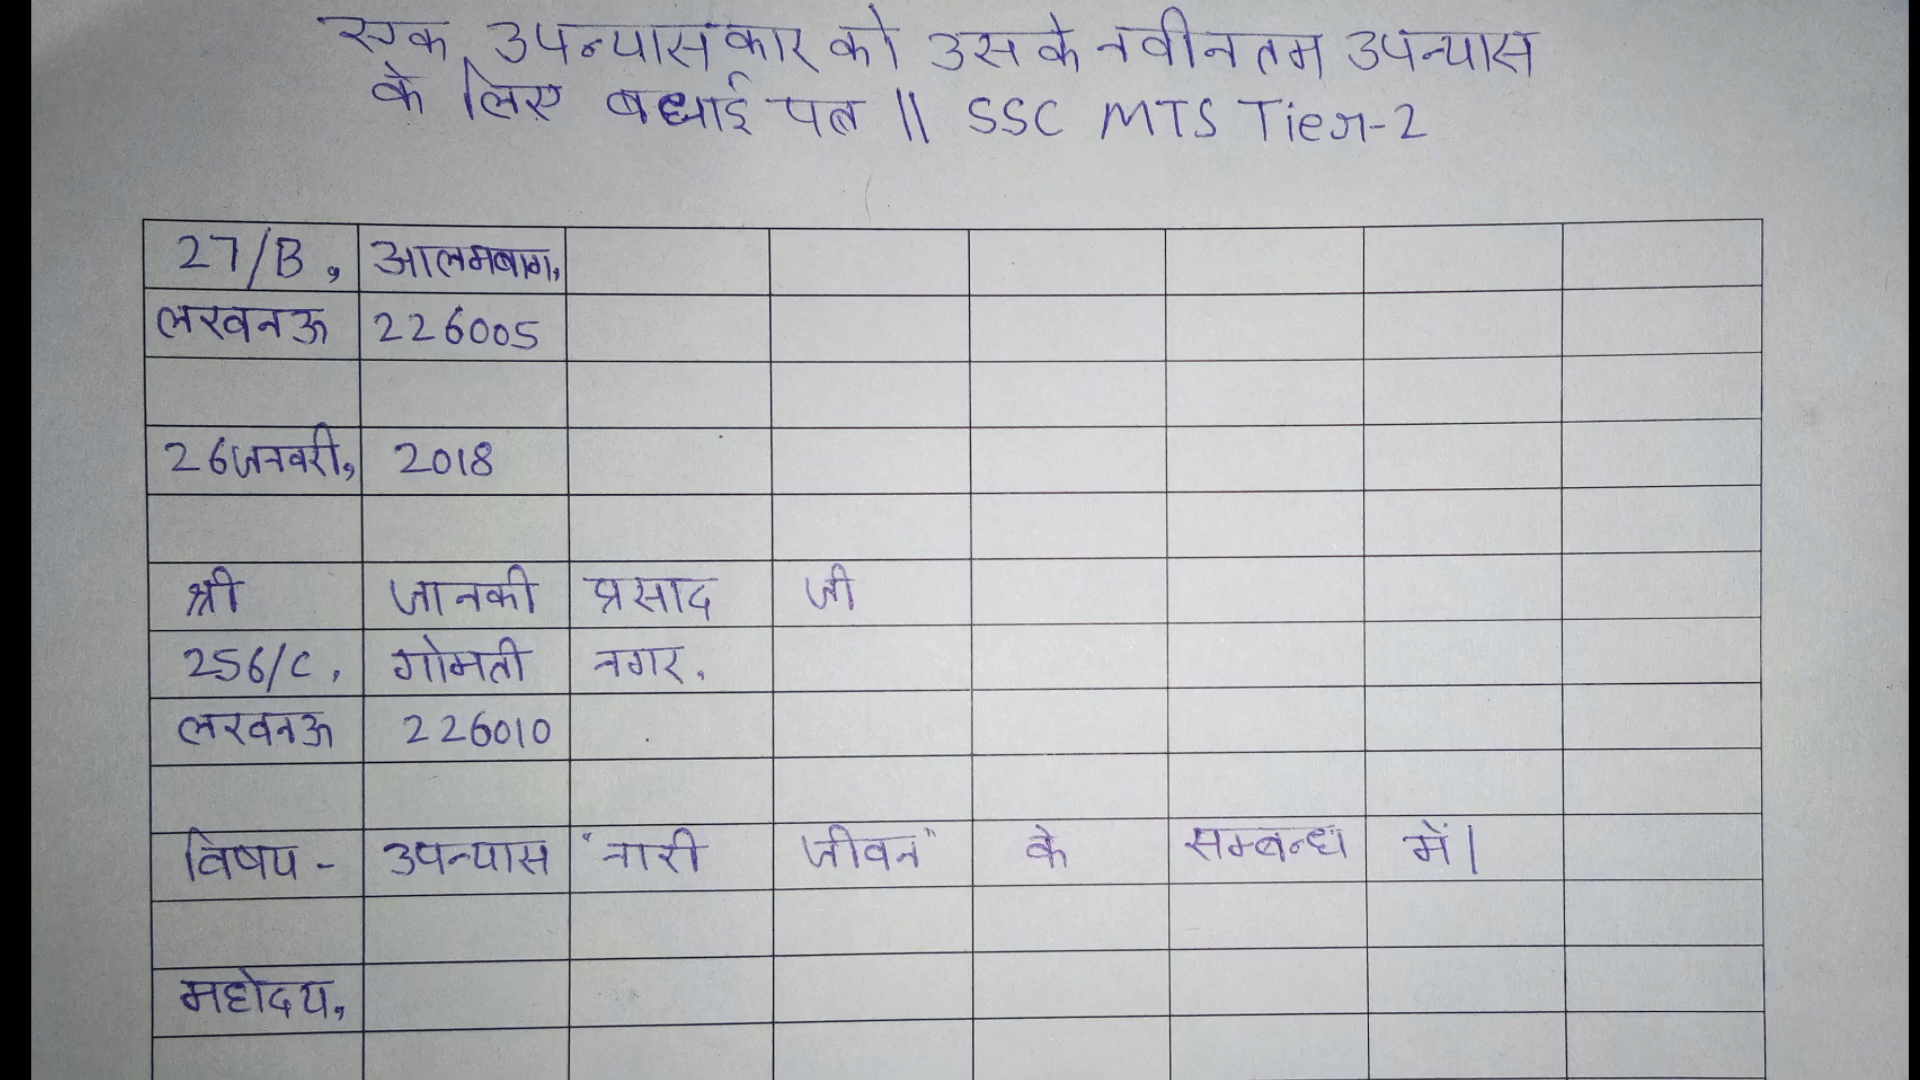 एक उपन्यासकार को उसके नवीनतम उपन्यास
के लिए बधाई पत्र || SSC MTS Tier-2
27/B, आलमबाग,
लखनऊ 226005
26 जनवरी, 2018
श्री जानकी प्रसाद जी
256/C, गोमती नगर,
लखनऊ 226010
विषय - उपन्यास "नारी जीवन" के सम्बन्ध में|
महोदय,